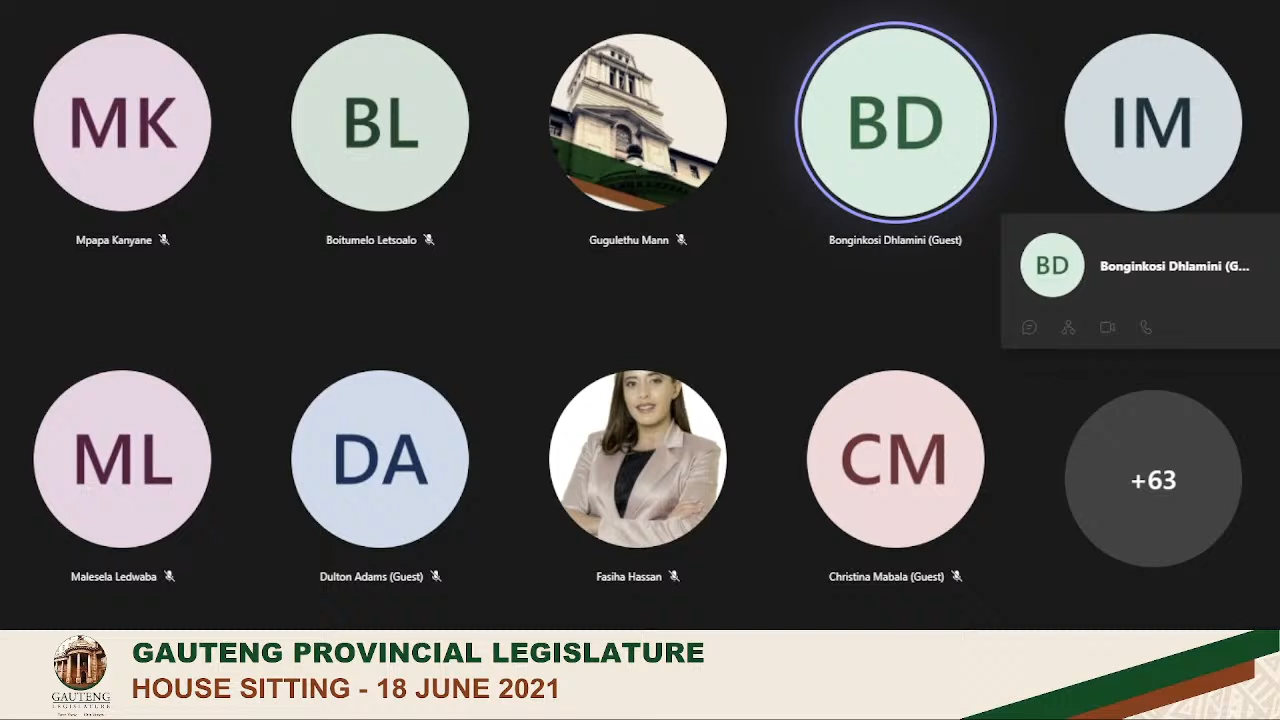 MK
BL
BD
IM
Mpapa Kanyane
Boitumelo Letsoalo
Gugulethu Mann
Bonginkosi Dhlamini (Guest)
BD
Bonginkosi Dhlamini (G...
ML
DA
CM
+63
Malesela Ledwaba
Dulton Adams (Guest)
Fasiha Hassan
Christina Mabala (Guest)
GAUTENG PROVINCIAL LEGISLATURE
HOUSE SITTING - 18 JUNE 2021
GAUTENG
LEGISLATURE